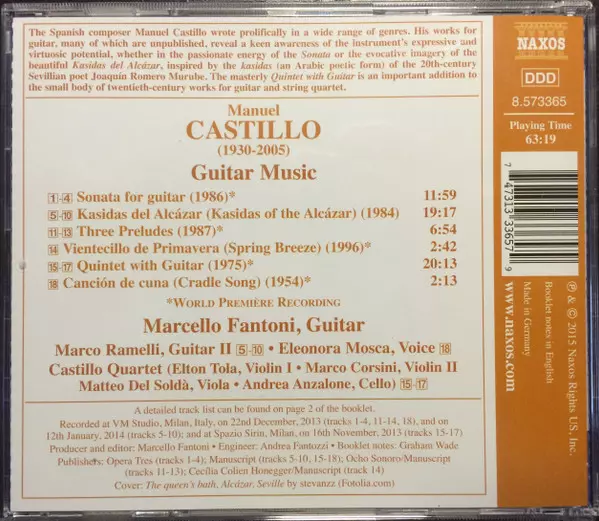 The Spanish composer Manuel Castillo wrote prolifically in a wide range of genres. His works for
guitar, many of which are unpublished, reveal a keen awareness of the instrument's expressive and
virtuosic potential, whether in the passionate energy of the Sonata or the evocative imagery of the
beautiful Kasidas del Alcázar, inspired by the kasidas (an Arabic poetic form) of the 20th-century
Sevillian poet Joaquín Romero Murube. The masterly Quintet with Guitar is an important addition to
the small body of twentieth-century works for guitar and string quartet.
Manuel
CASTILLO
(1930-2005)
Guitar Music
1-4 Sonata for guitar (1986)* 11:59
5-10 Kasidas del Alcázar (Kasidas of the Alcázar) (1984) 19:17
11-13 Three Preludes (1987)* 6:54
14 Vientecillo de Primavera (Spring Breeze) (1996)* 2:42
15-17 Quintet with Guitar (1975)* 20:13
18 Canción de cuna (Cradle Song) (1954)* 2:13
*WORLD PREMIÈRE RECORDING
Marcello Fantoni, Guitar
Marco Ramelli, Guitar II 5-10 • Eleonora Mosca, Voice 18
Castillo Quartet (Elton Tola, Violin I • Marco Corsini, Violin II
Matteo Del Soldà, Viola • Andrea Anzalone, Cello) 15-17
A detailed track list can be found on page 2 of the booklet.
Recorded at VM Studio, Milan, Italy, on 22nd December, 2013 (tracks 1-4, 11-14, 18), and on
12th January, 2014 (tracks 5-10); and at Spazio Sirin, Milan, on 16th November, 2013 (tracks 15-17)
Producer and editor: Marcello Fantoni • Engineer: Andrea Fantozzi • Booklet notes: Graham Wade
Publishers: Opera Tres (tracks 1-4); Manuscript (tracks 5-10, 15-18); Ocho Sonoro/Manuscript
(tracks 11-13); Cecília Colien Honegger/Manuscript (track 14)
Cover: The queen's bath, Alcázar, Seville by stevanzz (Fotolia.com)
NAXOS
DDD
8.573365
Playing Time
63:19
7 47313 33657 9
www.naxos.com
Made in Germany
Booklet notes in English
℗ & © 2015 Naxos Rights US, Inc.